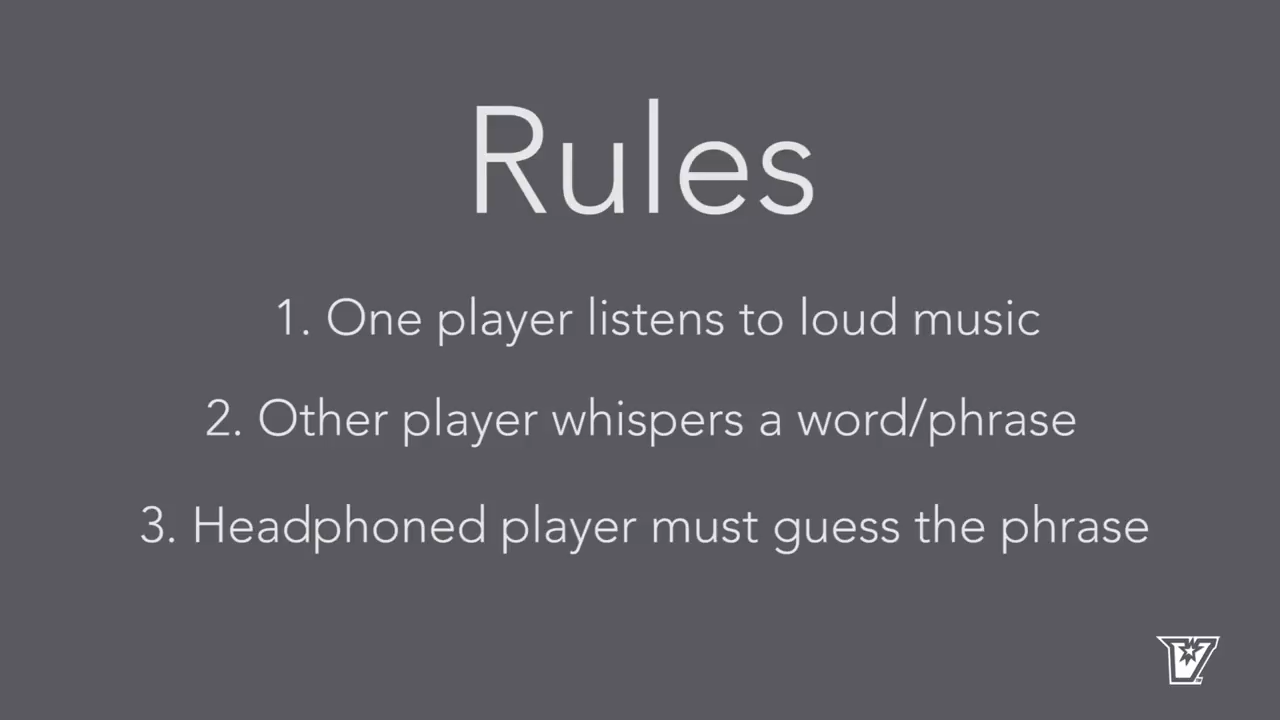 Rules
1. One player listens to loud music
2. Other player whispers a word/phrase
3. Headphoned player must guess the phrase